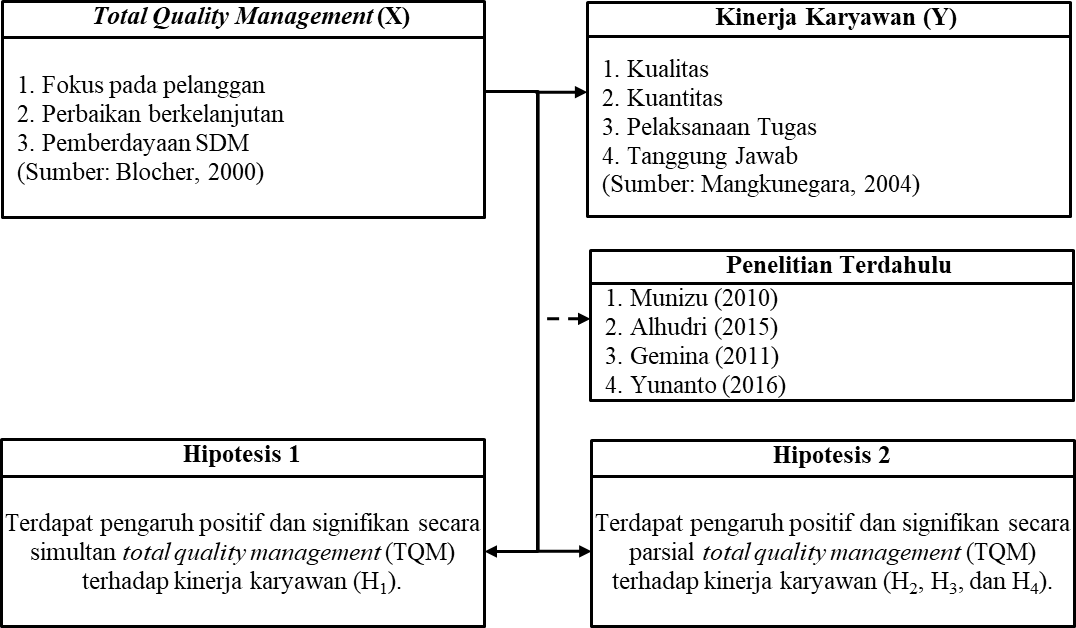 Total Quality Management (X)
1. Fokus pada pelanggan
2. Perbaikan berkelanjutan
3. Pemberdayaan SDM
(Sumber: Blocher, 2000)
Kinerja Karyawan (Y)
1. Kualitas
2. Kuantitas
3. Pelaksanaan Tugas
4. Tanggung Jawab
(Sumber: Mangkunegara, 2004)
Penelitian Terdahulu
1. Munizu (2010)
2. Alhudri (2015)
3. Gemina (2011)
4. Yunanto (2016)
Hipotesis 1
Terdapat pengaruh positif dan signifikan secara
simultan total quality management (TQM)
terhadap kinerja karyawan (H₁).
Hipotesis 2
Terdapat pengaruh positif dan signifikan secara
parsial total quality management (TQM)
terhadap kinerja karyawan (H₂, H₃, dan H₄).